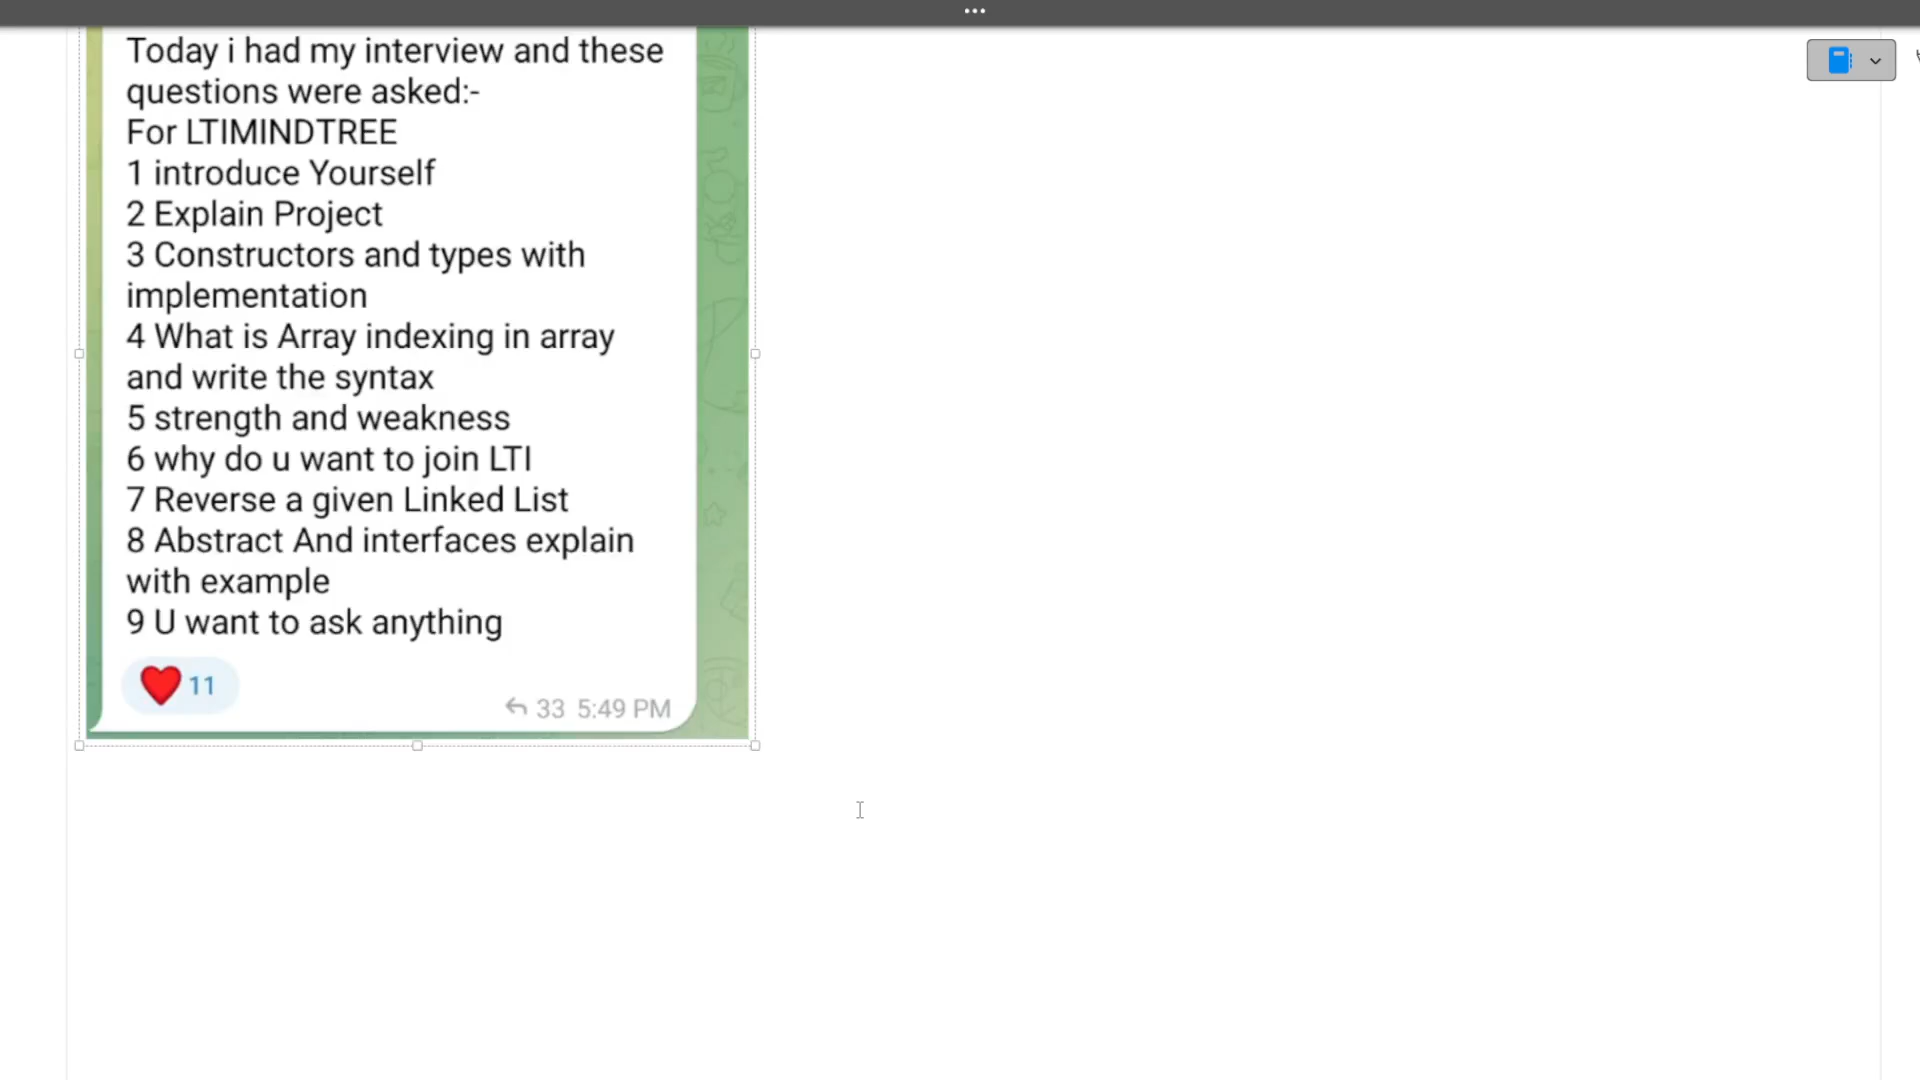 Today i had my interview and these
questions were asked:-
For LTIMINDTREE
1 introduce Yourself
2 Explain Project
3 Constructors and types with
implementation
4 What is Array indexing in array
and write the syntax
5 strength and weakness
6 why do u want to join LTI
7 Reverse a given Linked List
8 Abstract And interfaces explain
with example
9 U want to ask anything
❤️ 11
33 5:49 PM